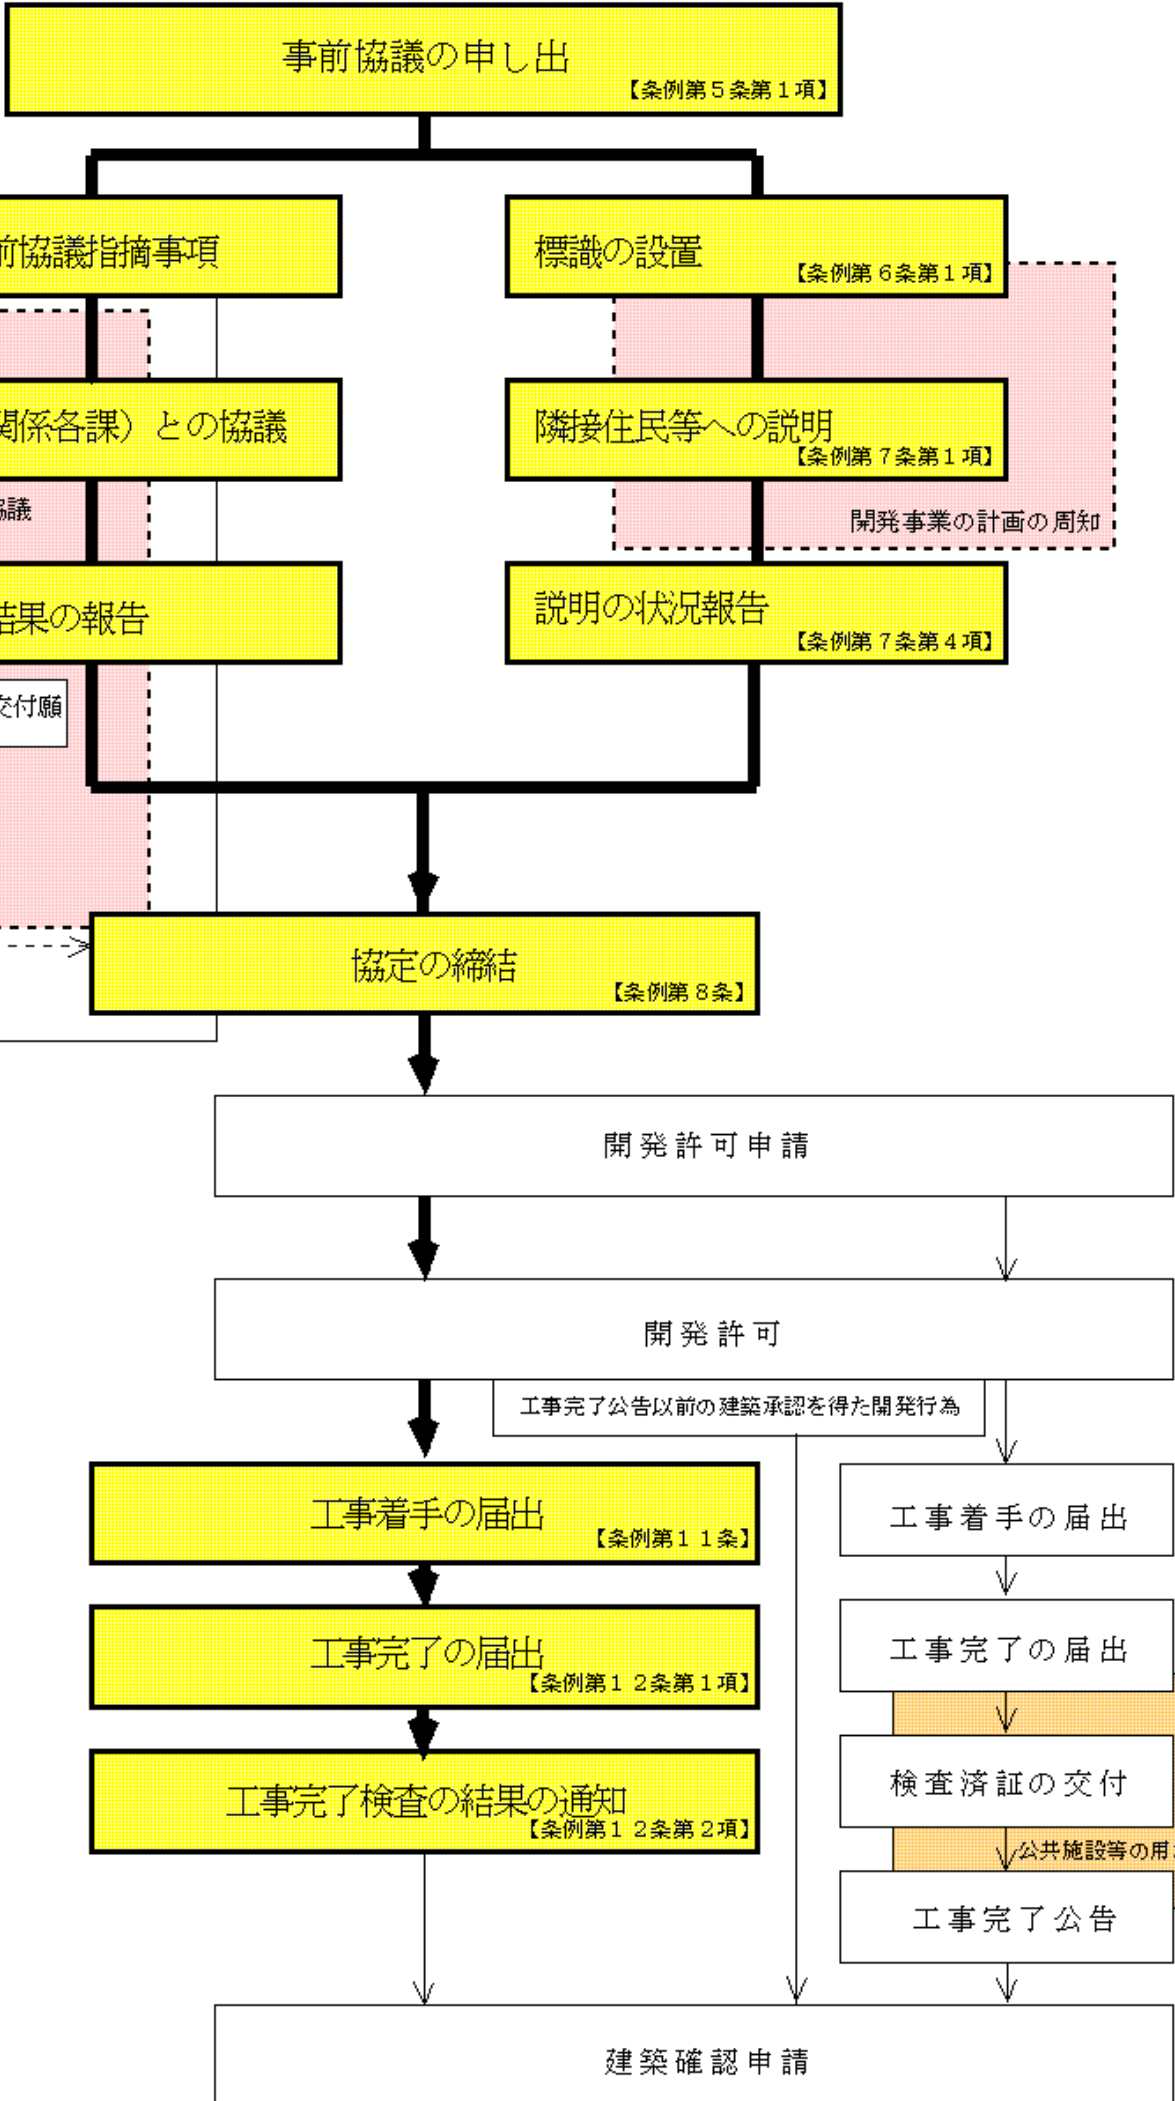 事前協議の申し出
【条例第５条第１項】
前協議指摘事項
標識の設置
【条例第６条第１項】
関係各課）との協議
隣接住民等への説明
【条例第７条第１項】
協議
開発事業の計画の周知
結果の報告
説明の状況報告
【条例第７条第４項】
交付願
協定の締結
【条例第８条】
開発許可申請
開発許可
工事完了公告以前の建築承認を得た開発行為
工事着手の届出
【条例第１１条】
工事着手の届出
工事完了の届出
【条例第１２条第１項】
工事完了の届出
検査済証の交付
工事完了検査の結果の通知
【条例第１２条第２項】
公共施設等の用
工事完了公告
建築確認申請